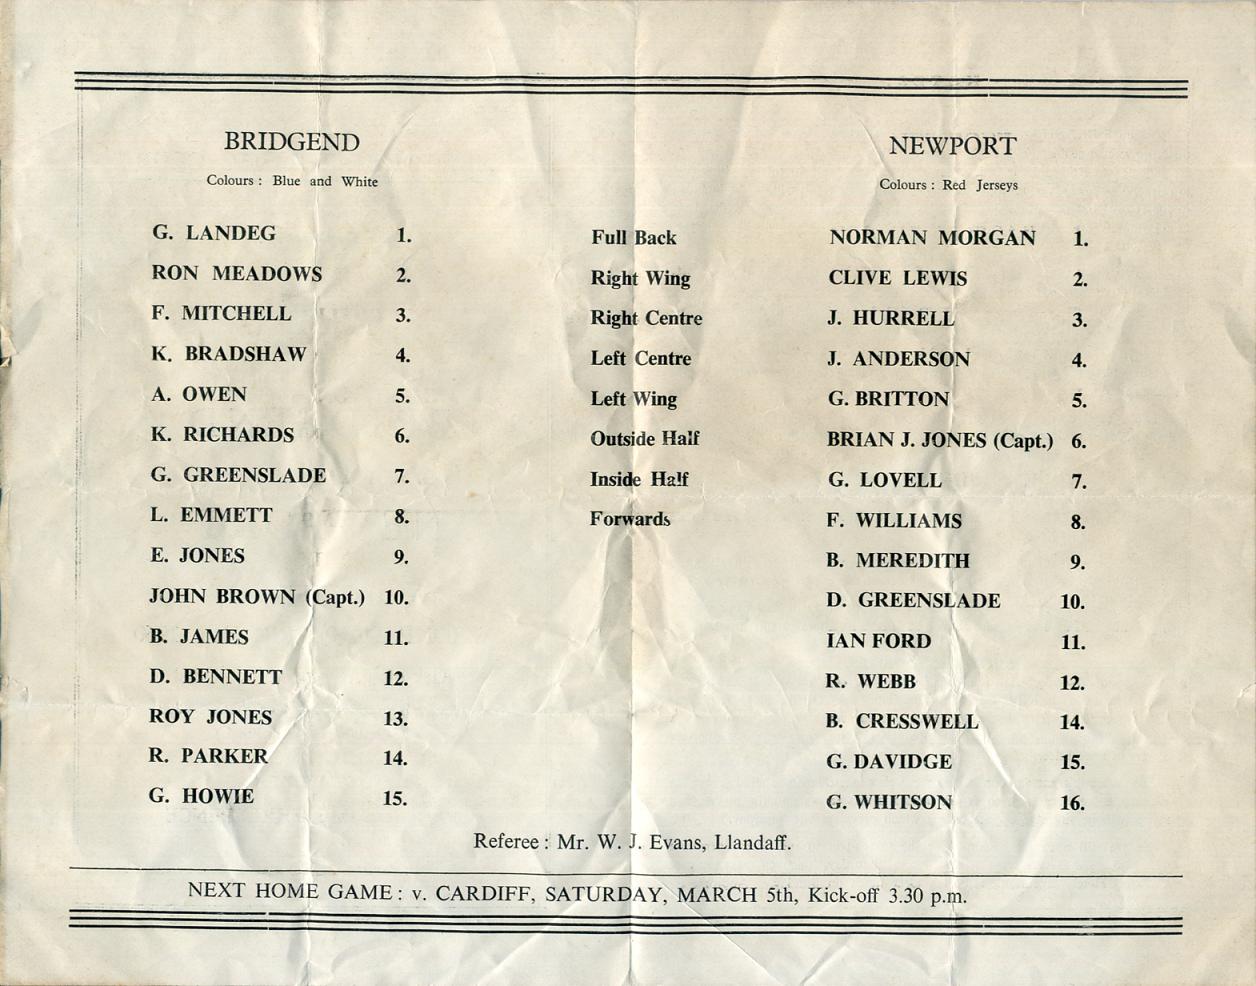 BRIDGEND NEWPORT
Colours : Blue and White Colours : Red Jerseys
G. LANDEG 1. Full Back NORMAN MORGAN 1.
RON MEADOWS 2. Right Wing CLIVE LEWIS 2.
F. MITCHELL 3. Right Centre J. HURRELL 3.
K. BRADSHAW 4. Left Centre J. ANDERSON 4.
A. OWEN 5. Left Wing G. BRITTON 5.
K. RICHARDS 6. Outside Half BRIAN J. JONES (Capt.) 6.
G. GREENSLADE 7. Inside Half G. LOVELL 7.
L. EMMETT 8. Forwards F. WILLIAMS 8.
E. JONES 9. B. MEREDITH 9.
JOHN BROWN (Capt.) 10. D. GREENSLADE 10.
B. JAMES 11. IAN FORD 11.
D. BENNETT 12. R. WEBB 12.
ROY JONES 13. B. CRESSWELL 14.
R. PARKER 14. G. DAVIDGE 15.
G. HOWIE 15. G. WHITSON 16.
Referee : Mr. W. J. Evans, Llandaff.
NEXT HOME GAME : v. CARDIFF, SATURDAY, MARCH 5th, Kick-off 3.30 p.m.